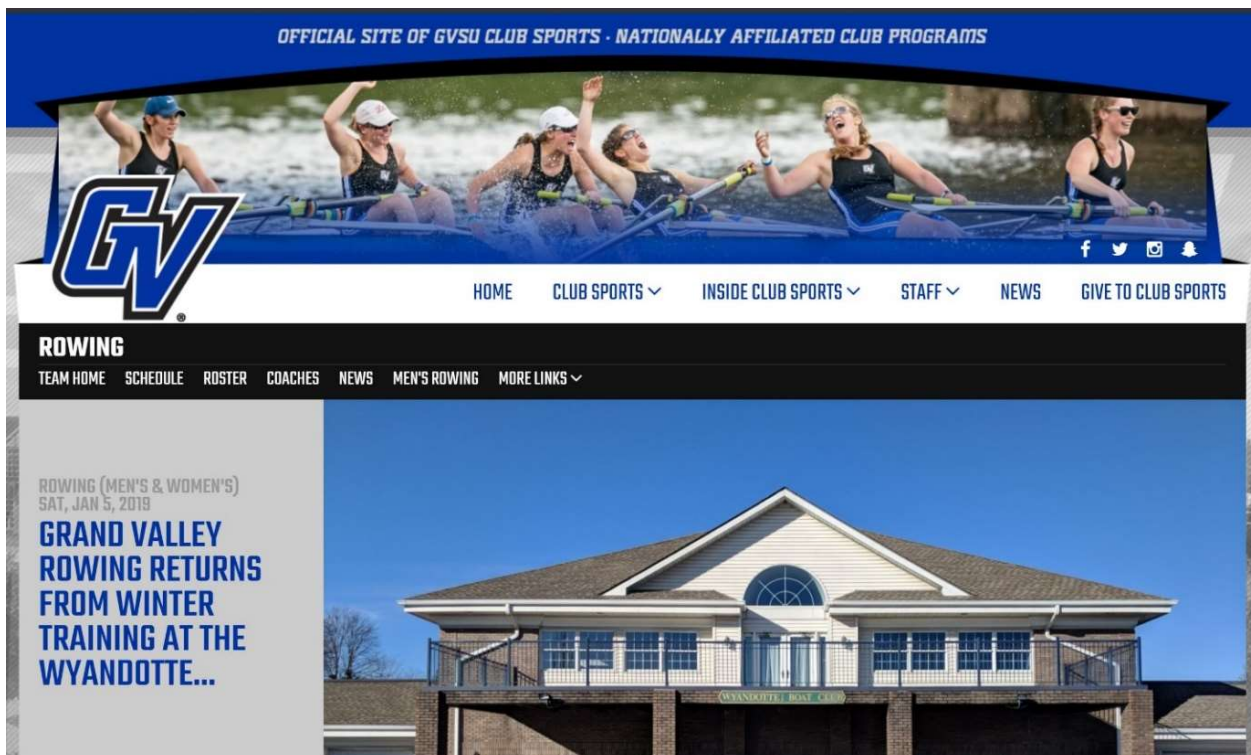 OFFICIAL SITE OF GVSU CLUB SPORTS · NATIONALLY AFFILIATED CLUB PROGRAMS
GV
®
HOME CLUB SPORTS INSIDE CLUB SPORTS STAFF NEWS GIVE TO CLUB SPORTS
ROWING
TEAM HOME SCHEDULE ROSTER COACHES NEWS MEN'S ROWING MORE LINKS
ROWING (MEN'S & WOMEN'S)
SAT, JAN 5, 2019
GRAND VALLEY
ROWING RETURNS
FROM WINTER
TRAINING AT THE
WYANDOTTE...
WYANDOTTE BOAT CLUB